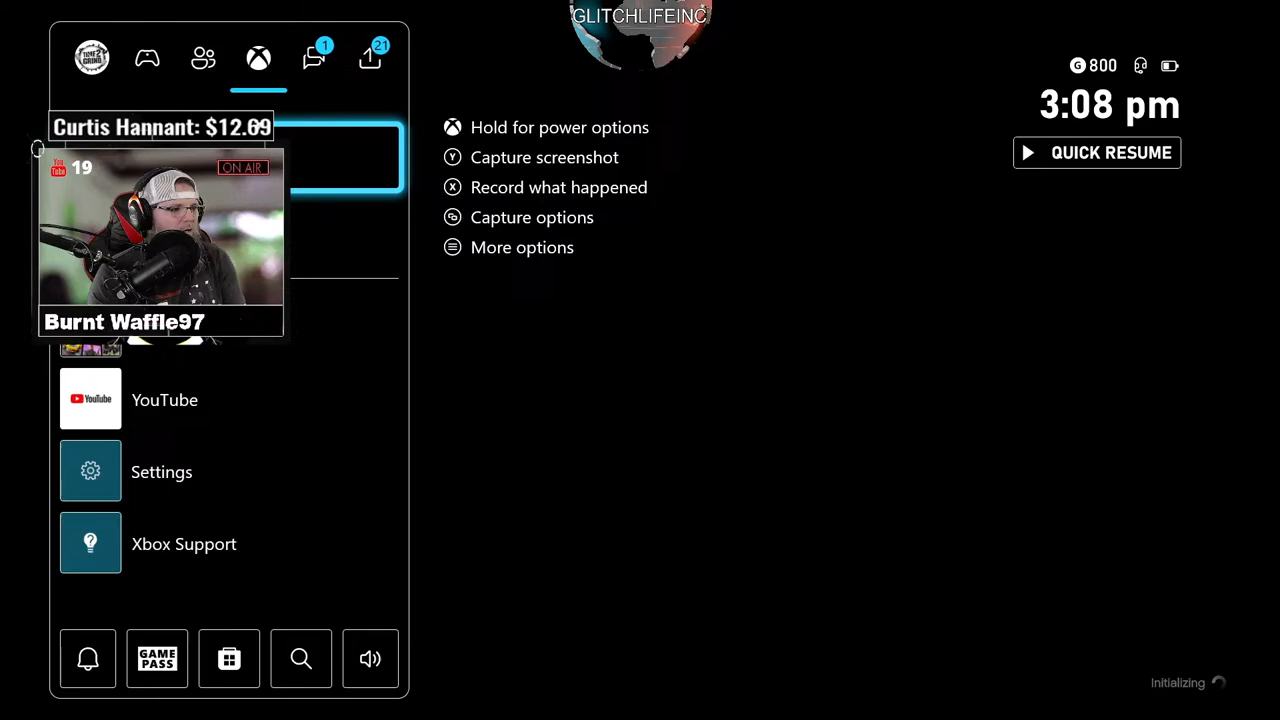 GLITCHLIFEINC
1
21
800
3:08 pm
QUICK RESUME
Curtis Hannant: $12.69
You
Tube
19
ON AIR
Burnt Waffle97
Hold for power options
Y Capture screenshot
X Record what happened
Capture options
More options
YouTube
YouTube
Settings
Xbox Support
GAME
PASS
Initializing